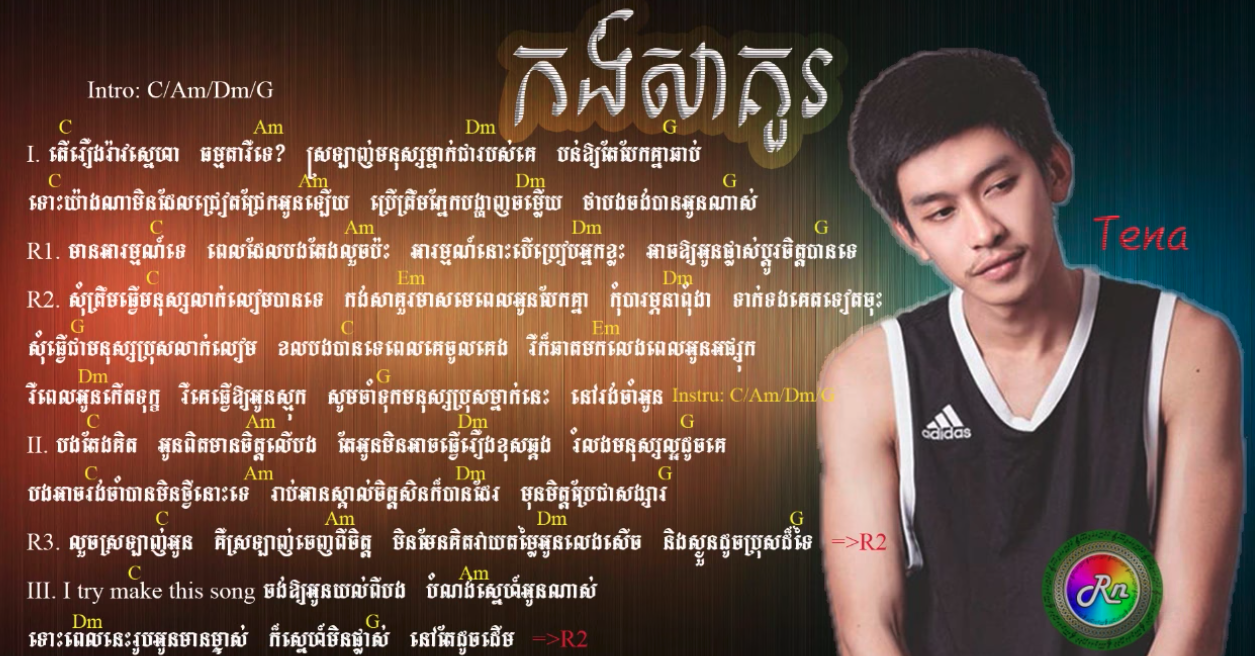 កង់សាគួរ
Intro: C/Am/Dm/G
C Am Dm G
I. តើរឿងរ៉ាវស្នេហា ធម្មតារឺទេ? ស្រឡាញ់មនុស្សម្នាក់ជារបស់គេ បន់ឱ្យតែបែកគ្នាឆាប់
C Am Dm G
ទោះយ៉ាងណាមិនដែលជ្រៀតជ្រែកអូនឡើយ ប្រើត្រឹមភ្នែកបង្ហាញចម្លើយ ថាបងចង់បានអូនណាស់
C Am Dm G
R1. មានអារម្មណ៍ទេ ពេលដែលបងតែងលួចប៉ះ អារម្មណ៍នោះបើប្រៀបអ្នកខ្លះ អាចឱ្យអូនផ្លាស់ប្តូរចិត្តបានទេ
C Em Dm
R2. សុំត្រឹមធ្វើមនុស្សលាក់លៀមបានទេ កង់សាគួរមាសមេពេលអូនបែកគ្នា កុំបារម្ភនាពុំងា ទាក់ទងគេតទៀតចុះ
G C Em
សុំធ្វើជាមនុស្សប្រុសលាក់លៀម ខលបងបានទេពេលគេចូលគេង រឺក៏ឆាតមកលេងពេលអូនអផ្សុក
Dm G
រឺពេលអូនកើតទុក្ខ រឺគេធ្វើឱ្យអូនស្មុក សូមចាំទុកមនុស្សប្រុសម្នាក់នេះ នៅរង់ចាំអូន Instru: C/Am/Dm/G
C Am Dm G
II. បងតែងគិត អូនពិតមានចិត្តលើបង តែអូនមិនអាចធ្វើរឿងខុសឆ្គង រំលងមនុស្សល្អដូចគេ
C Am Dm G
បងអាចរង់ចាំបានមិនធ្វីនោះទេ រាប់អានស្គាល់ចិត្តសិនក៏បានដែរ មុនមិត្តប្រែជាសង្សារ
C Am Dm G
R3. លួចស្រឡាញ់អូន គឺស្រឡាញ់ចេញពីចិត្ត មិនមែនគិតវាយតម្លៃអូនលេងសើច និងស្ងួនដូចប្រុសដ៏ទៃ =>R2
C Am
III. I try make this song ចង់ឱ្យអូនយល់ពីបង បំណងស្នេហ៍អូនណាស់
Dm G
ទោះពេលនេះរូបអូនមានម្ចាស់ ក៏ស្នេហ៍មិនផ្លាស់ នៅតែដូចដើម =>R2
Tena
adidas
Rn